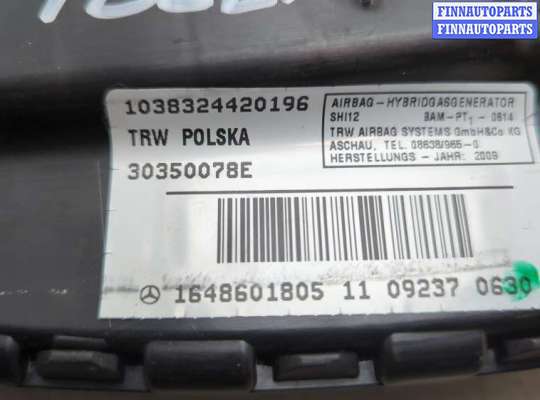 FINNAUTOPARTS
FINNAUTOPARTS
FINNAUTOPARTS
1038324420196
TRW POLSKA
30350078E
AIRBAG-HYBRIDGASGENERATOR
SHI12 BAM-PT1-0614
TRW AIRBAG SYSTEMS GmbH&Co KG
ASCHAU, TEL. 08638/965-0
HERSTELLUNGS - JAHR: 2009
1648601805 11 09237 0630